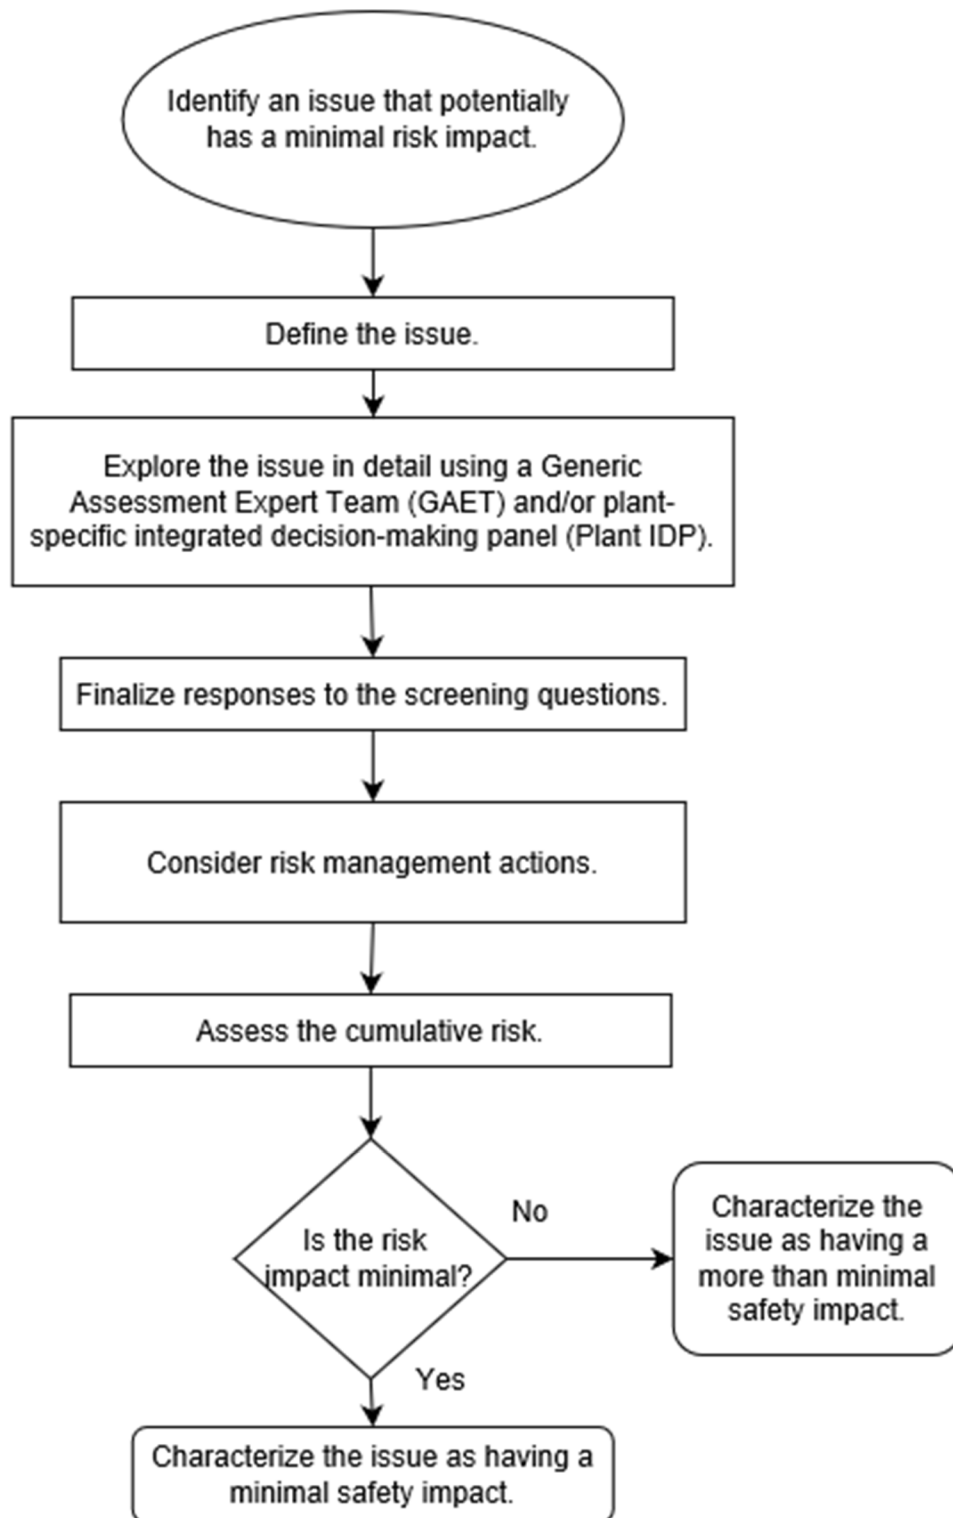 Identify an issue that potentially
has a minimal risk impact.
Define the issue.
Explore the issue in detail using a Generic
Assessment Expert Team (GAET) and/or plant-
specific integrated decision-making panel (Plant IDP).
Finalize responses to the screening questions.
Consider risk management actions.
Assess the cumulative risk.
Is the risk
impact minimal?
No
Characterize the
issue as having a
more than minimal
safety impact.
Yes
Characterize the issue as having a
minimal safety impact.